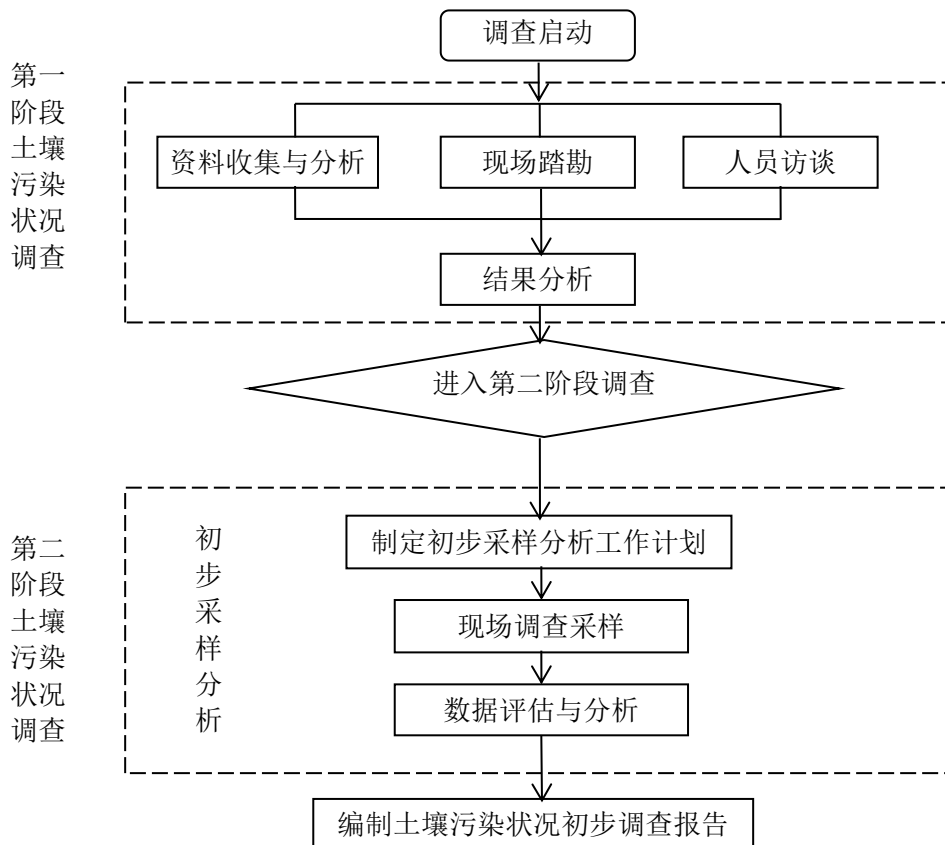 调查启动
第一
阶段
土壤
污染
状况
调查
资料收集与分析
现场踏勘
人员访谈
结果分析
进入第二阶段调查
第二
阶段
土壤
污染
状况
调查
初
步
采
样
分
析
制定初步采样分析工作计划
现场调查采样
数据评估与分析
编制土壤污染状况初步调查报告